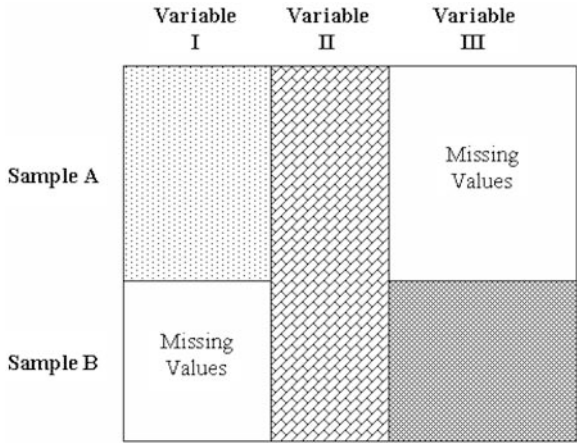 Variable Variable Variable
I II III
Sample A
Missing
Values
Sample B
Missing
Values